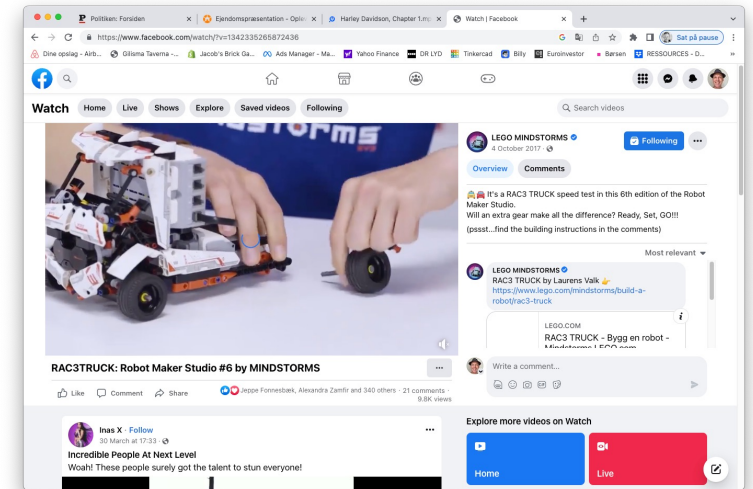 Politiken: Forsiden
Ejendomspræsentation - Oplev
Harley Davidson, Chapter 1.mp
Watch | Facebook
https://www.facebook.com/watch/?v=1342335265872436
Sat på pause
Dine opslag - Airb...
Gilisma Taverna -...
Jacob's Brick Ga...
Ads Manager - Ma...
Yahoo Finance
DR LYD
Tinkercad
Billy
Euroinvestor
Børsen
RESSOURCES - D...
Watch
Home
Live
Shows
Explore
Saved videos
Following
Search videos
LEGO MINDSTORMS
4 October 2017
Following
Overview
Comments
It's a RAC3 TRUCK speed test in this 6th edition of the Robot
Maker Studio.
Will an extra gear make all the difference? Ready, Set, GO!!!
(pssst...find the building instructions in the comments)
Most relevant
LEGO MINDSTORMS
RAC3 TRUCK by Laurens Valk
https://www.lego.com/mindstorms/build-a-
robot/rac3-truck
LEGO.COM
RAC3 TRUCK - Bygg en robot -
Mindstorms LEGO.com
Write a comment...
RAC3TRUCK: Robot Maker Studio #6 by MINDSTORMS
Like
Comment
Share
Jeppe Fonnesbæk, Alexandra Zamfir and 340 others · 21 comments ·
9.8K views
Inas X · Follow
30 March at 17:33
Incredible People At Next Level
Woah! These people surely got the talent to stun everyone!
Explore more videos on Watch
Home
Live